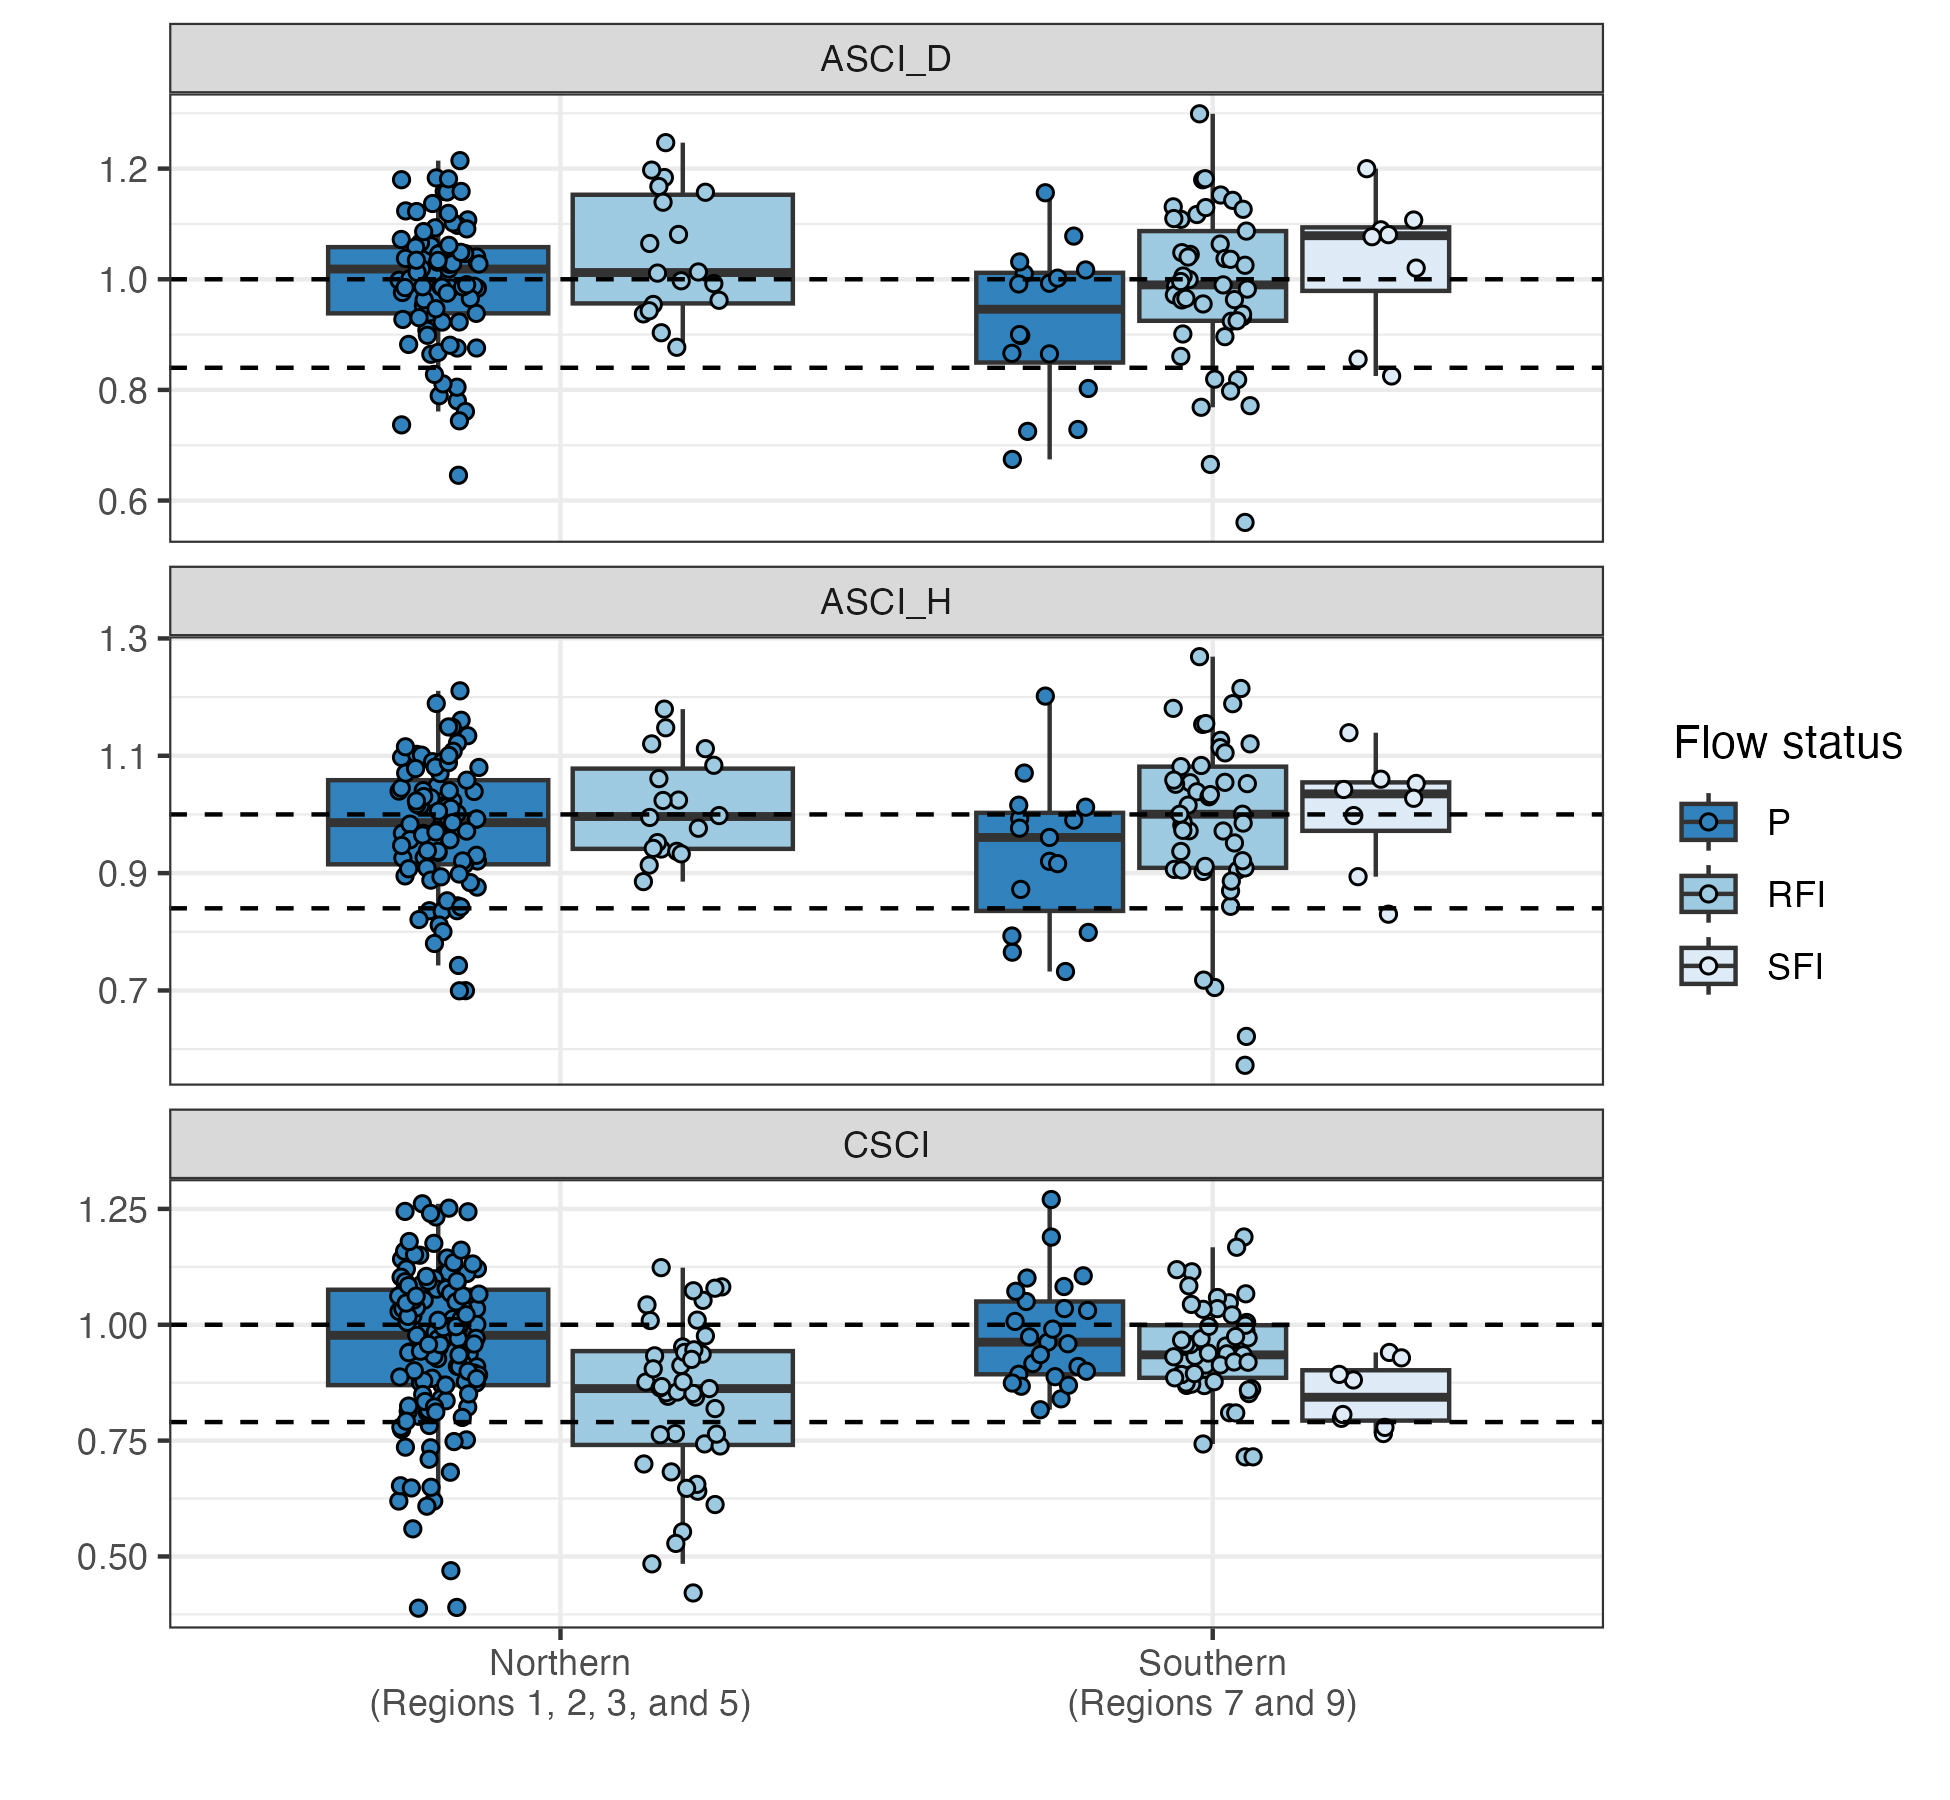 ASCI_D
1.2
1.0
0.8
0.6
ASCI_H
1.3
1.1
0.9
0.7
CSCI
1.25
1.00
0.75
0.50
Northern
(Regions 1, 2, 3, and 5)
Southern
(Regions 7 and 9)
Flow status
P
RFI
SFI